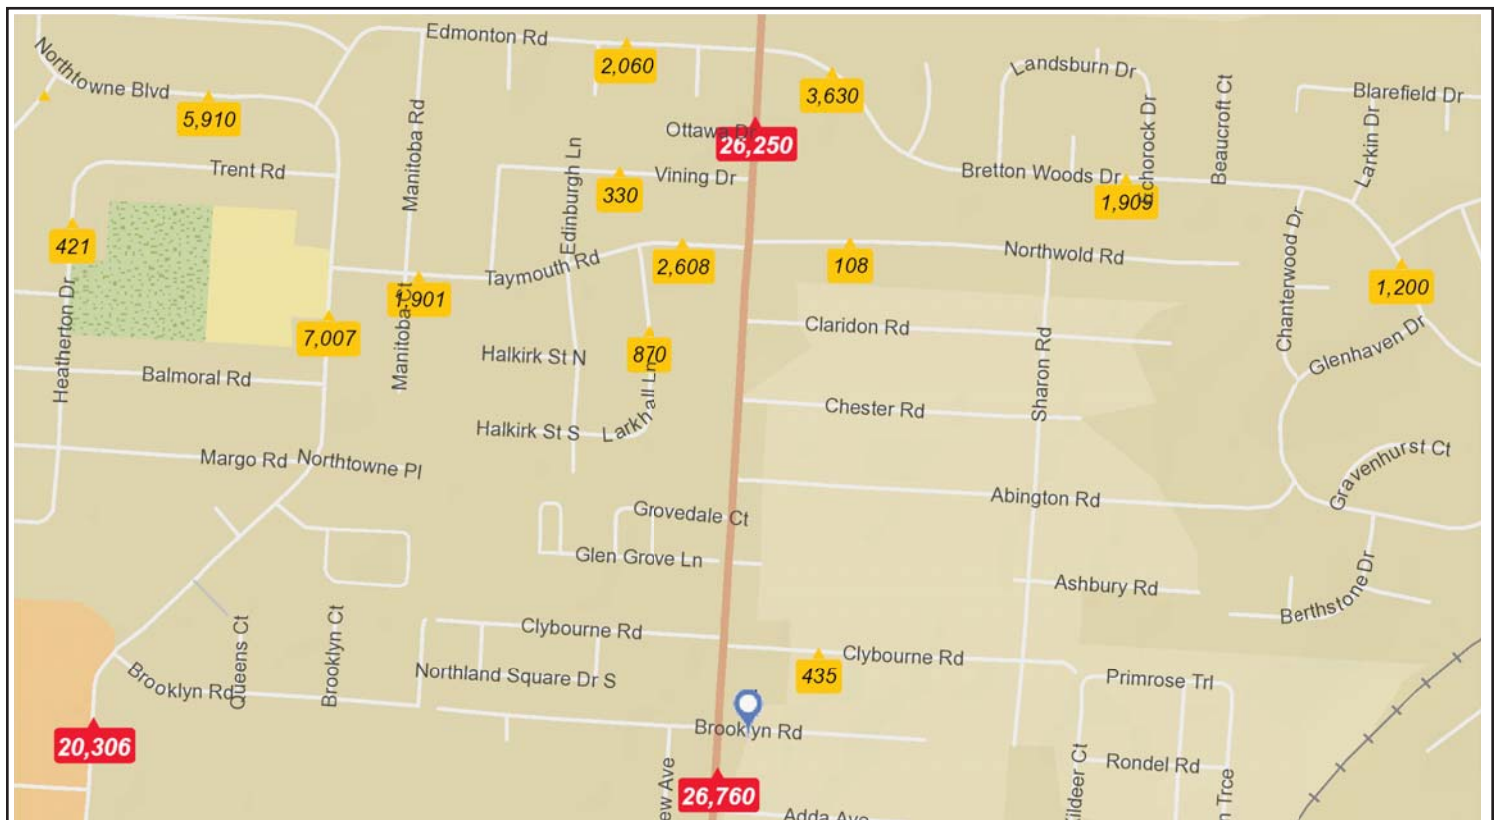 Edmonton Rd
Northtowne Blvd
2,060
Landsburn Dr
3,630
Blarefield Dr
5,910
Manitoba Rd
Beaucroft Ct
Ottawa Dr
26,250
Larkin Dr
Trent Rd
Edinburgh Ln
Vining Dr
330
Bretton Woods Dr
1,909
421
Taymouth Rd
2,608
108
Northwold Rd
Chanterwood Dr
1,901
Manitoba Ct
1,200
Heatherton Dr
7,007
Claridon Rd
Sharon Rd
Glenhaven Dr
Halkirk St N
870
Balmoral Rd
Larkhall Ln
Chester Rd
Halkirk St S
Margo Rd
Northtowne Pl
Gravenhurst Ct
Abington Rd
Grovedale Ct
Glen Grove Ln
Ashbury Rd
Berthstone Dr
Queens Ct
Brooklyn Ct
Clybourne Rd
Clybourne Rd
435
Northland Square Dr S
Primrose Trl
Brooklyn Rd
Brooklyn Rd
20,306
Rondel Rd
26,760
Adda Ave